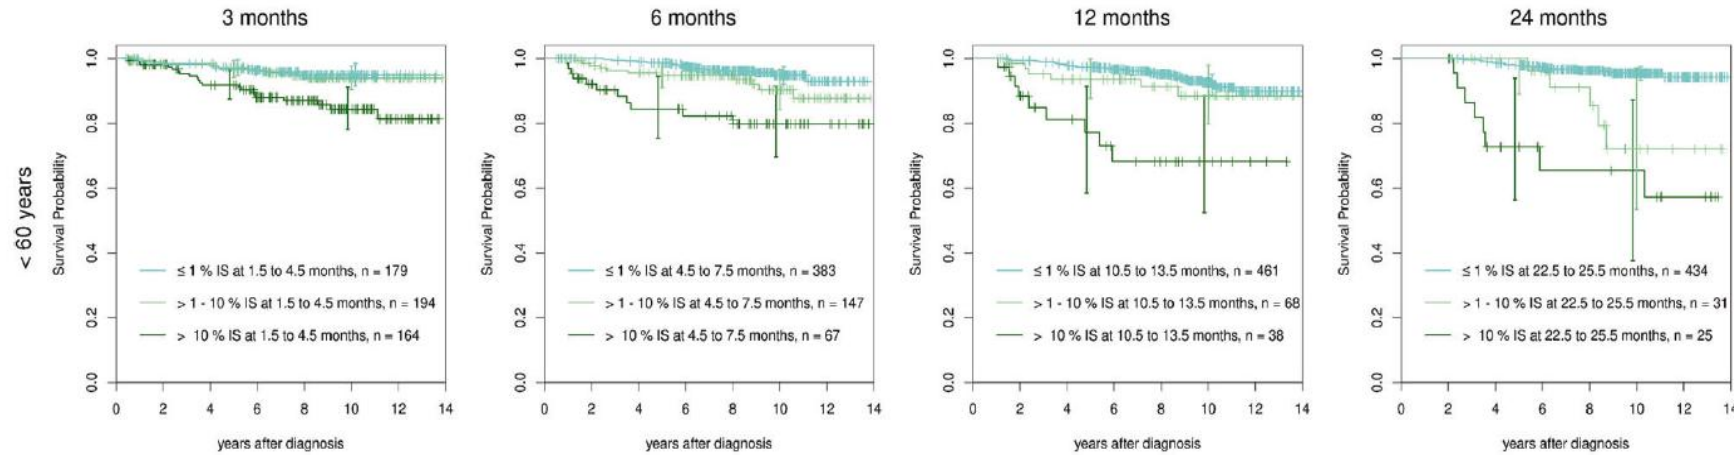 3 months
6 months
12 months
24 months
< 60 years
Survival Probability
1.0
0.8
0.6
0.4
0.2
0.0
≤ 1 % IS at 1.5 to 4.5 months, n = 179
> 1 - 10 % IS at 1.5 to 4.5 months, n = 194
> 10 % IS at 1.5 to 4.5 months, n = 164
0 2 4 6 8 10 12 14
years after diagnosis
Survival Probability
1.0
0.8
0.6
0.4
0.2
0.0
≤ 1 % IS at 4.5 to 7.5 months, n = 383
> 1 - 10 % IS at 4.5 to 7.5 months, n = 147
> 10 % IS at 4.5 to 7.5 months, n = 67
0 2 4 6 8 10 12 14
years after diagnosis
Survival Probability
1.0
0.8
0.6
0.4
0.2
0.0
≤ 1 % IS at 10.5 to 13.5 months, n = 461
> 1 - 10 % IS at 10.5 to 13.5 months, n = 68
> 10 % IS at 10.5 to 13.5 months, n = 38
0 2 4 6 8 10 12 14
years after diagnosis
Survival Probability
1.0
0.8
0.6
0.4
0.2
0.0
≤ 1 % IS at 22.5 to 25.5 months, n = 434
> 1 - 10 % IS at 22.5 to 25.5 months, n = 31
> 10 % IS at 22.5 to 25.5 months, n = 25
0 2 4 6 8 10 12 14
years after diagnosis